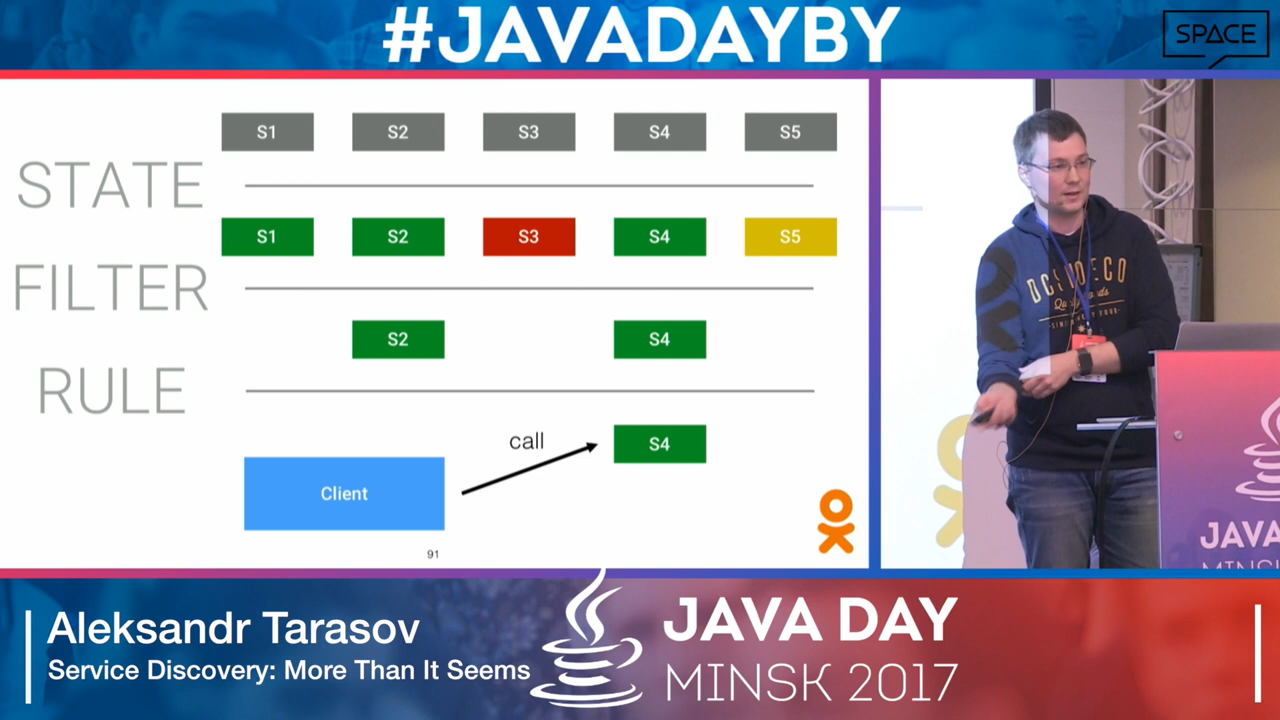 #JAVADAYBY
SPACE
S1 S2 S3 S4 S5
STATE
S1 S2 S3 S4 S5
FILTER
S2 S4
RULE
call
S4
Client
91
JAVA
Aleksandr Tarasov
Service Discovery: More Than It Seems
JAVA DAY
MINSK 2017